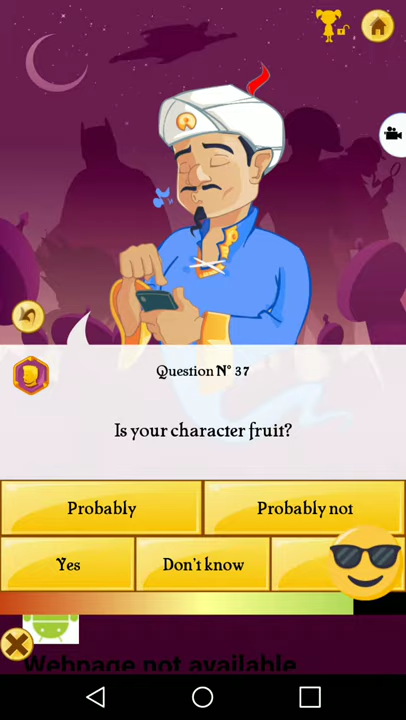 Question N° 37
Is your character fruit?
Probably
Probably not
Yes
Don't know
Webpage not available